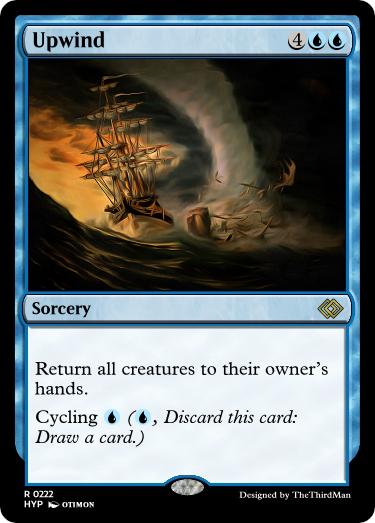 Upwind 4
Sorcery
Return all creatures to their owner's
hands.
Cycling (, Discard this card:
Draw a card.)
R 0222
HYP OTIMON
Designed by TheThirdMan